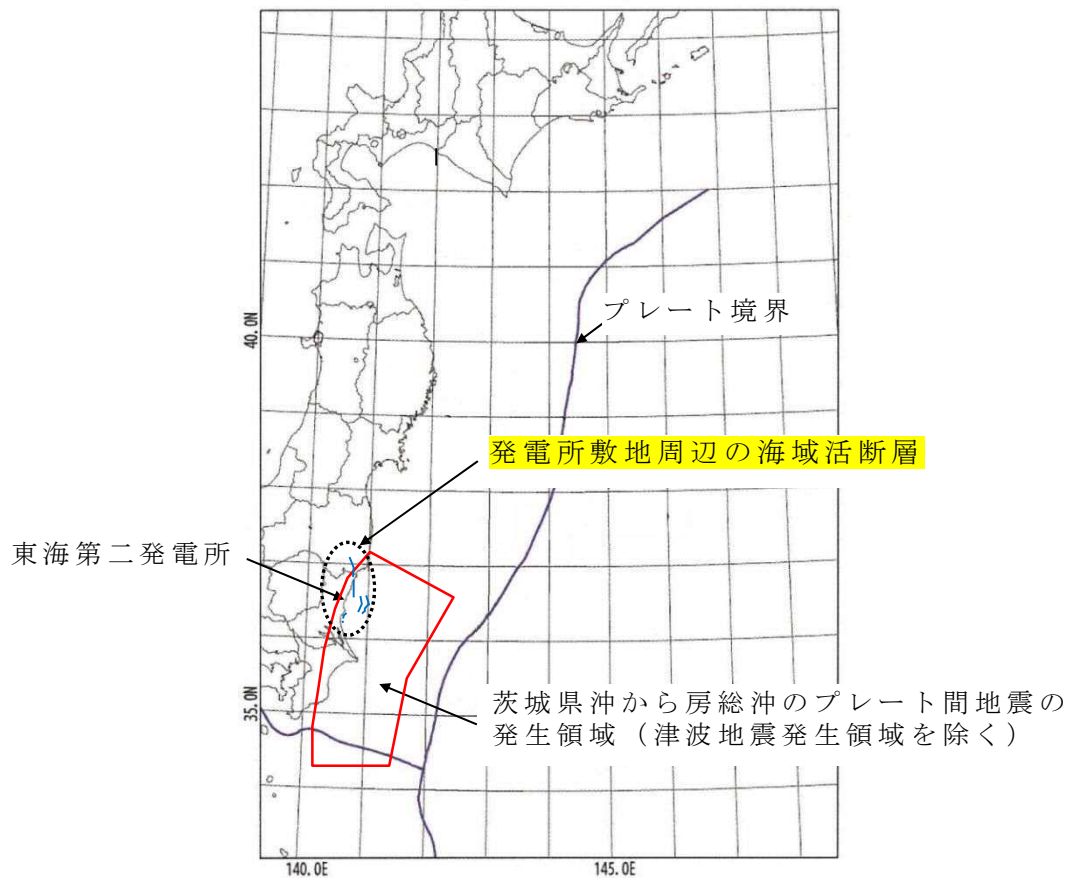 プレート境界
40.0N
発電所敷地周辺の海域活断層
東海第二発電所
茨城県沖から房総沖のプレート間地震の
発生領域（津波地震発生領域を除く）
35.0N
140.0E
145.0E